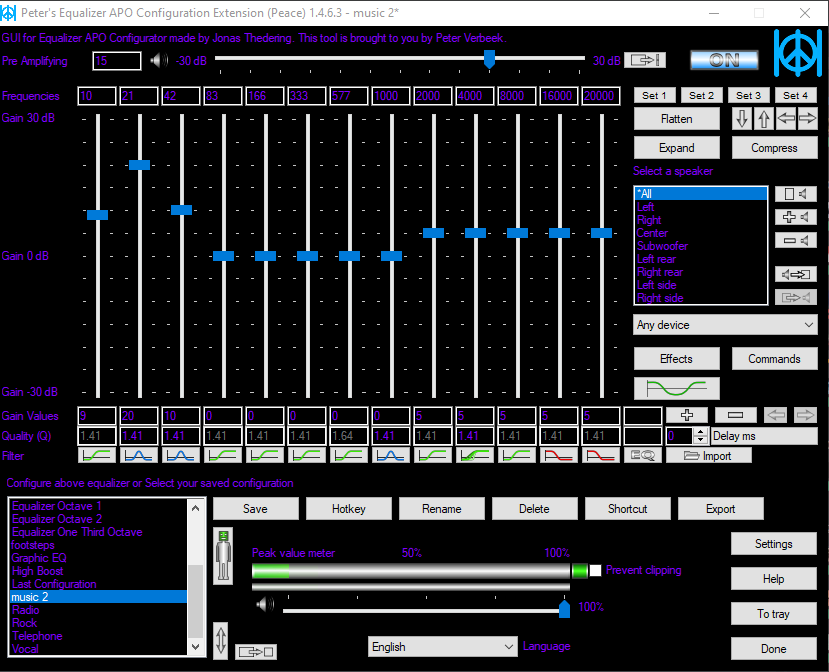 Peter's Equalizer APO Configuration Extension (Peace) 1.4.6.3 - music 2*
GUI for Equalizer APO Configurator made by Jonas Thedering. This tool is brought to you by Peter Verbeek.
Pre Amplifying 15 -30 dB 30 dB ON
Frequencies 10 21 42 83 166 333 577 1000 2000 4000 8000 16000 20000 Set 1 Set 2 Set 3 Set 4
Gain 30 dB
Flatten
Expand Compress
Select a speaker
*All
Left
Right
Center
Subwoofer
Left rear
Right rear
Left side
Right side
Gain 0 dB
Any device
Effects Commands
Gain -30 dB
Gain Values 9 20 10 0 0 0 0 0 5 5 5 5 5
Quality (Q) 1.41 1.41 1.41 1.41 1.41 1.41 1.64 1.41 1.41 1.41 1.41 1.41 1.41 0 Delay ms
Filter EQ Import
Configure above equalizer or Select your saved configuration
Equalizer Octave 1
Equalizer Octave 2
Equalizer One Third Octave
footsteps
Graphic EQ
High Boost
Last Configuration
music 2
Radio
Rock
Telephone
Vocal
Save Hotkey Rename Delete Shortcut Export
Peak value meter 50% 100%
Prevent clipping
100%
English Language
Settings
Help
To tray
Done